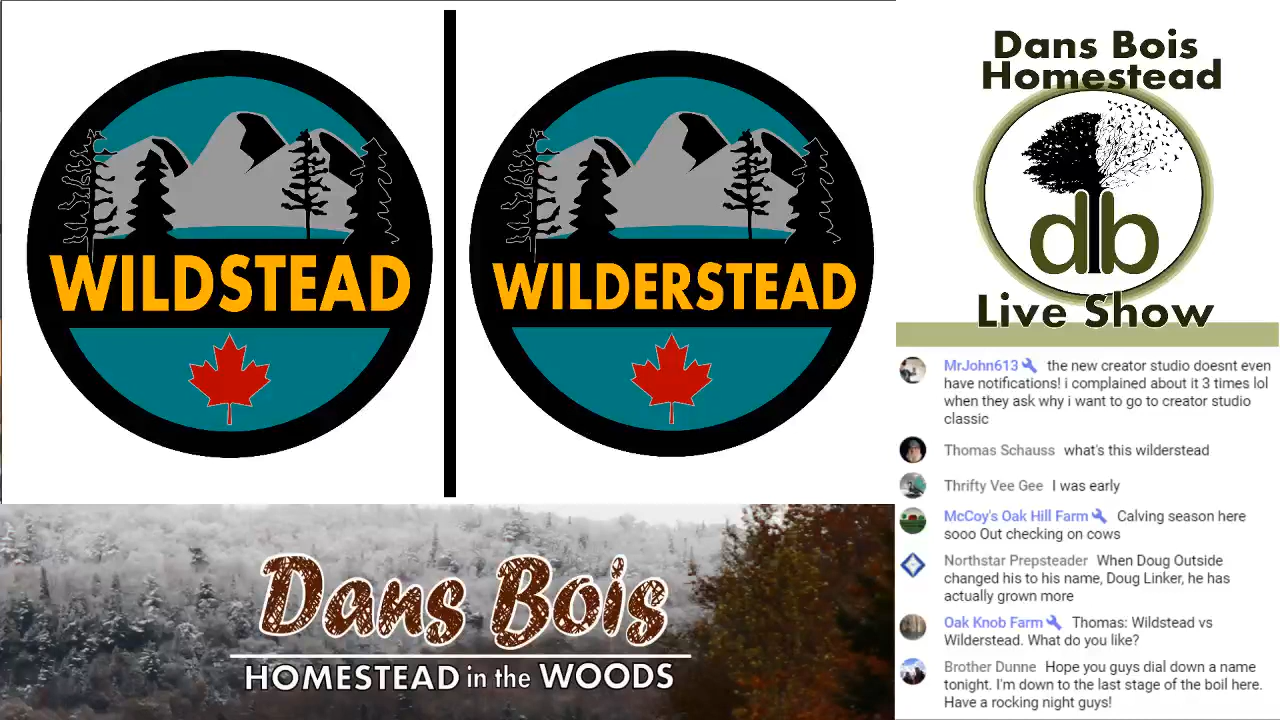 WILDSTEAD
WILDERSTEAD
Dans Bois
HOMESTEAD in the WOODS
Dans Bois
Homestead
db
Live Show
MrJohn613 the new creator studio doesnt even
have notifications! i complained about it 3 times lol
when they ask why i want to go to creator studio
classic
Thomas Schauss what's this wilderstead
Thrifty Vee Gee I was early
McCoy's Oak Hill Farm Calving season here
sooo Out checking on cows
Northstar Prepsteader When Doug Outside
changed his to his name, Doug Linker, he has
actually grown more
Oak Knob Farm Thomas: Wildstead vs
Wilderstead. What do you like?
Brother Dunne Hope you guys dial down a name
tonight. I'm down to the last stage of the boil here.
Have a rocking night guys!